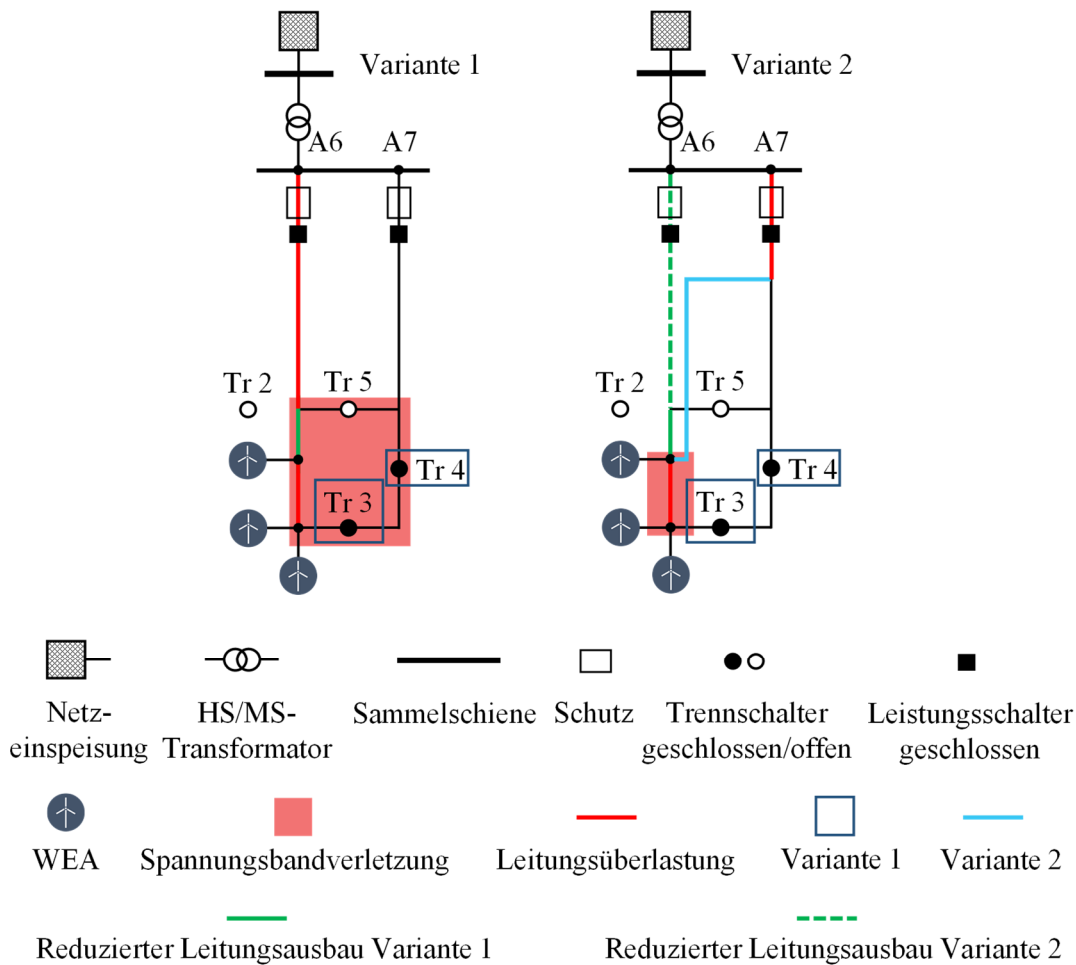 Variante 1
Variante 2
A6
A7
A6
A7
Tr 2
Tr 5
Tr 2
Tr 5
Tr 4
Tr 4
Tr 3
Tr 3
Netz-
einspeisung
HS/MS-
Transformator
Sammelschiene
Schutz
Trennschalter
geschlossen/offen
Leistungsschalter
geschlossen
WEA
Spannungsbandverletzung
Leitungsüberlastung
Variante 1
Variante 2
Reduzierter Leitungsausbau Variante 1
Reduzierter Leitungsausbau Variante 2